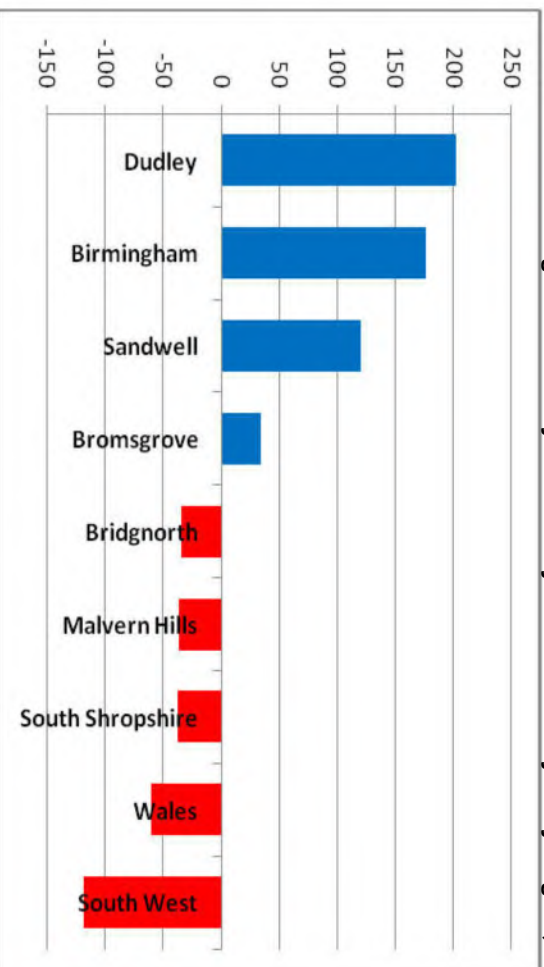 -150
-100
-50
0
50
100
150
200
250
Dudley
Birmingham
Sandwell
Bromsgrove
Bridgnorth
Malvern Hills
South Shropshire
Wales
South West